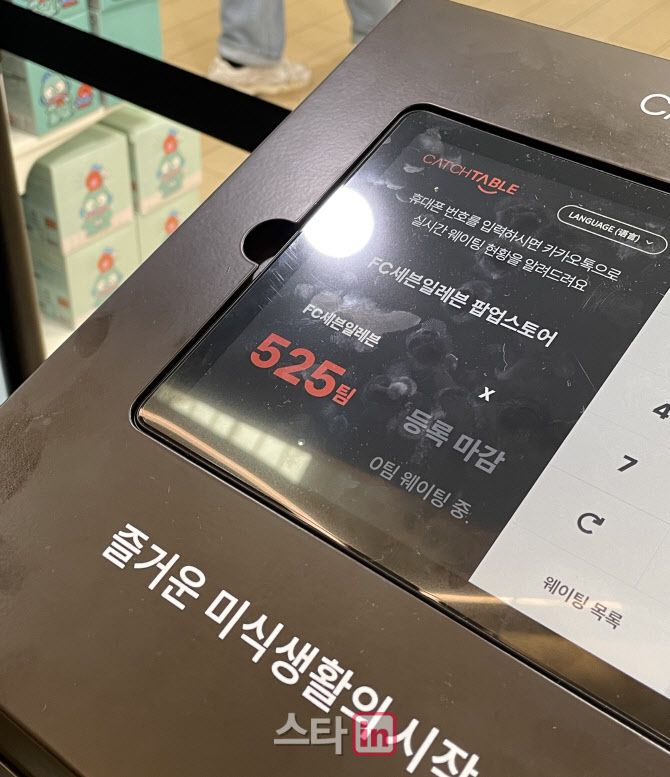 CATCHTABLE
LANGUAGE (语言)
휴대폰 번호를 입력하시면 카카오톡으로
실시간 웨이팅 현황을 알려드려요
FC세븐일레븐 팝업스토어
FC세븐일레븐
525팀
X
등록 마감
0팀 웨이팅 중
4
7
웨이팅 목록
즐거운 미식생활의 시작
스타in